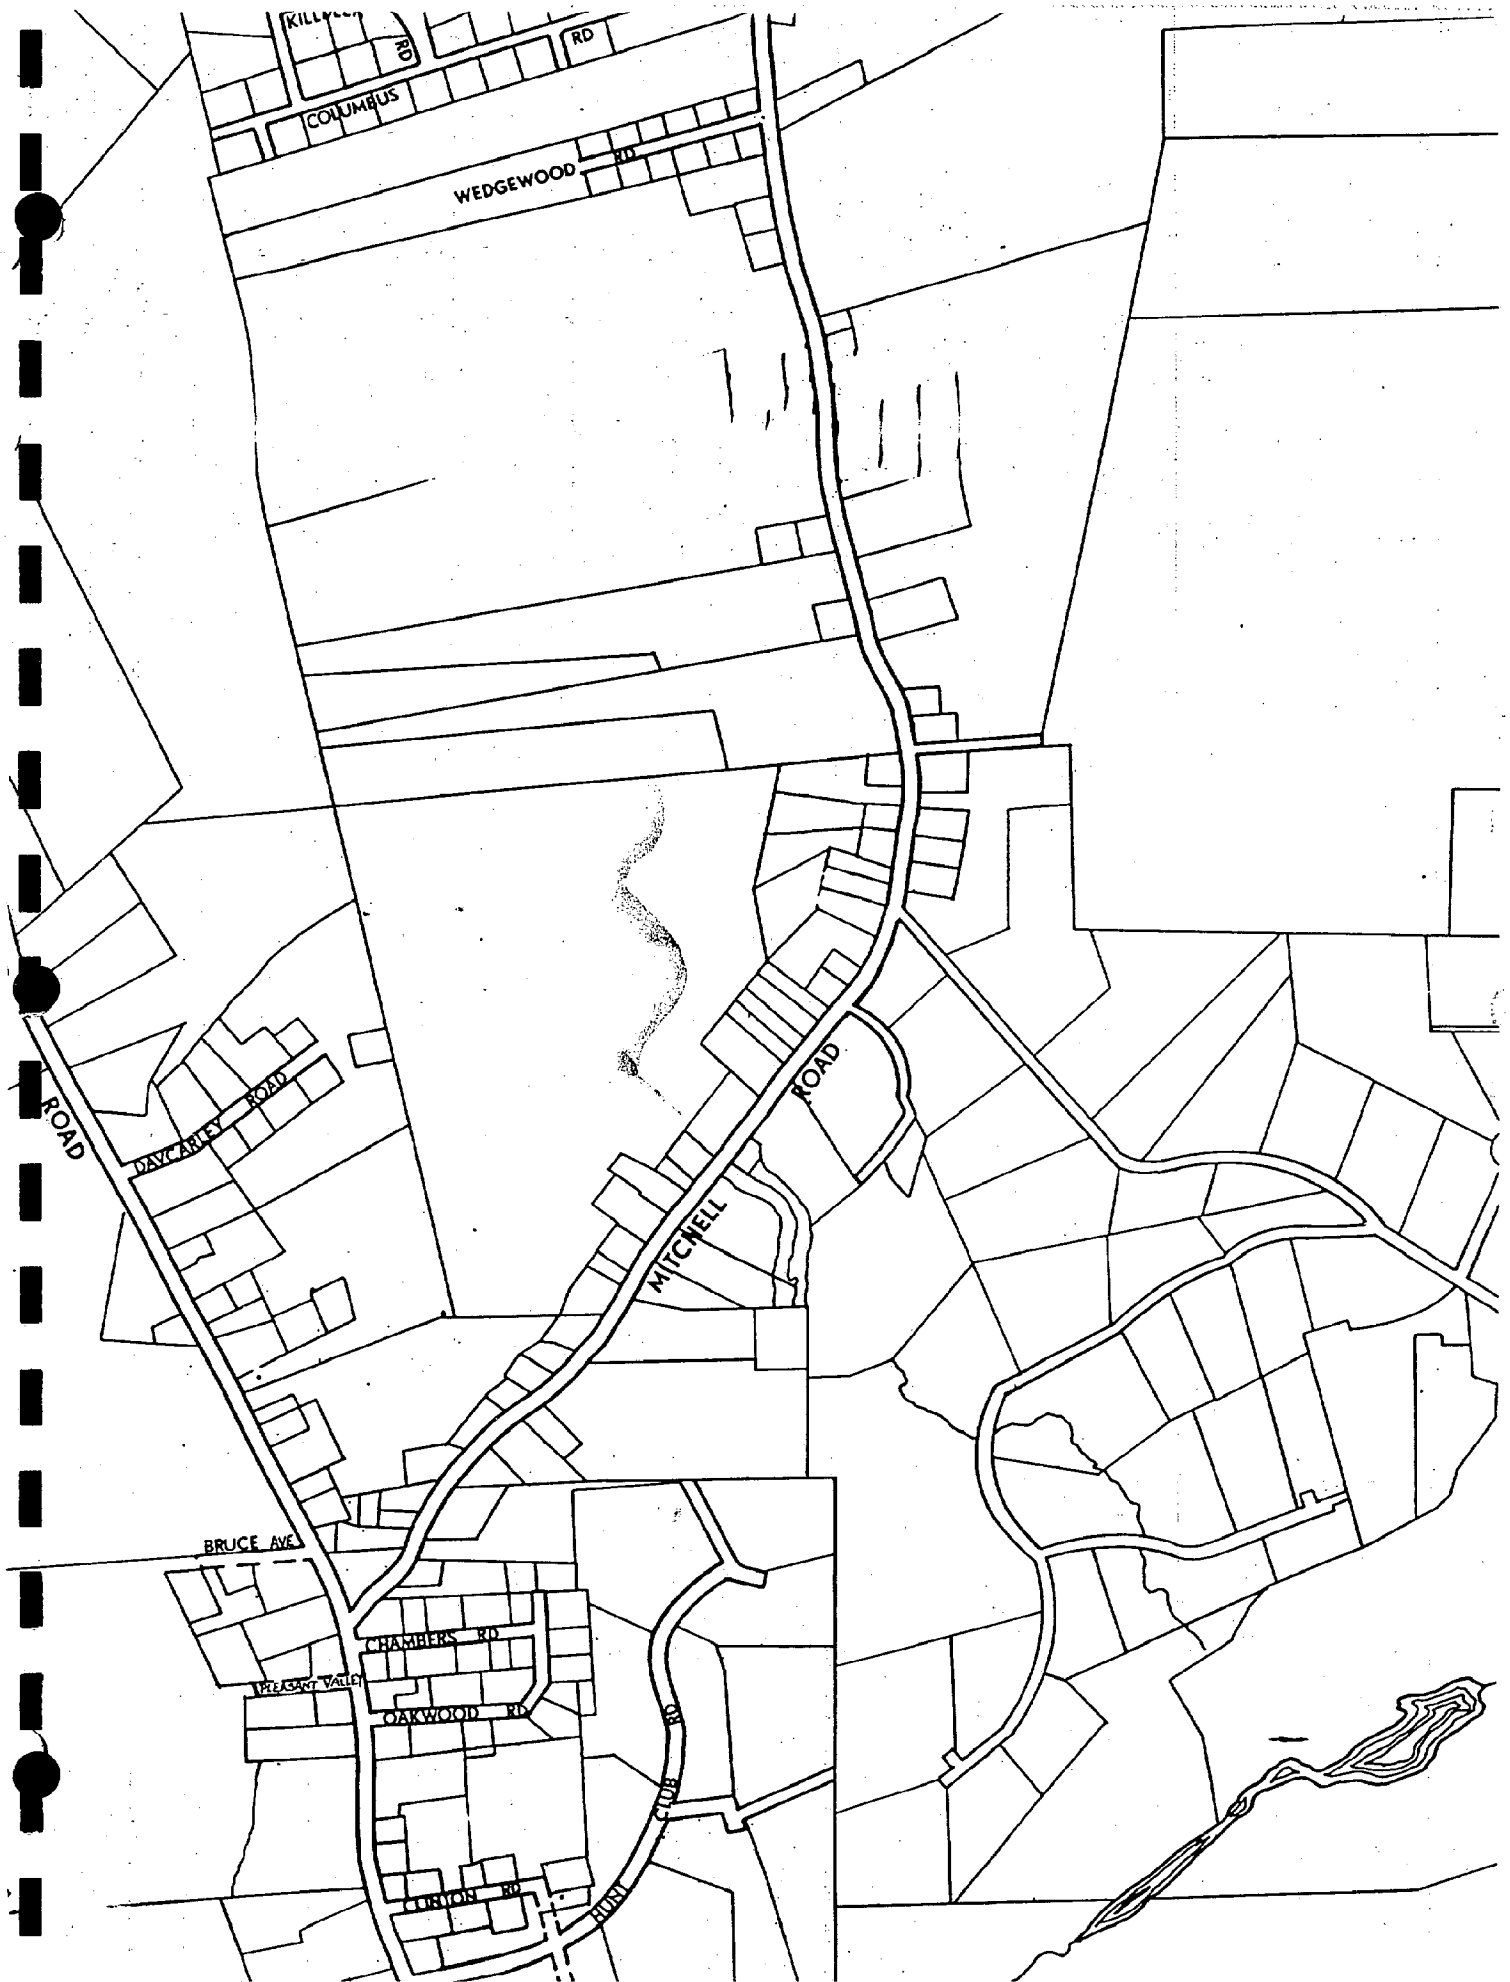 RD
RD
COLUMBUS
WEDGEWOOD RD
ROAD
DAVCARLEY ROAD
ROAD
MITCHELL
BRUCE AVE
CHAMBERS RD
PLEASANT VALLEY
OAKWOOD RD
RD
CLUB
CLINTON RD
HUNT